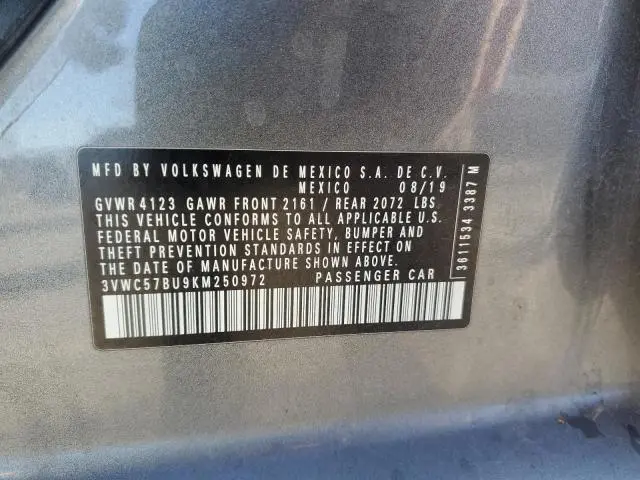 MFD BY VOLKSWAGEN DE MEXICO S.A. DE C.V.
MEXICO 08/19
GVWR 4123 GAWR FRONT 2161 / REAR 2072 LBS
THIS VEHICLE CONFORMS TO ALL APPLICABLE U.S.
FEDERAL MOTOR VEHICLE SAFETY, BUMPER AND
THEFT PREVENTION STANDARDS IN EFFECT ON
THE DATE OF MANUFACTURE SHOWN ABOVE.
3VWC57BU9KM250972 PASSENGER CAR
3611534 3387 M